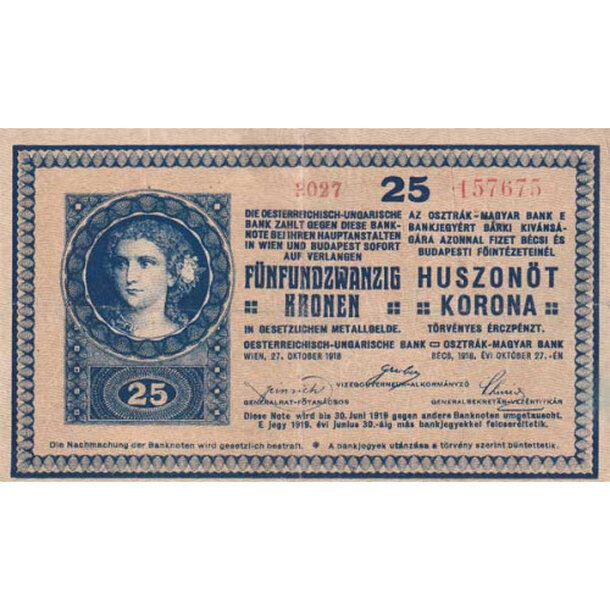 2027 25 157675
DIE OESTERREICHISCH-UNGARISCHE
BANK ZAHLT GEGEN DIESE BANK-
NOTE BEI IHREN HAUPTANSTALTEN
IN WIEN UND BUDAPEST SOFORT
AUF VERLANGEN
FÜNFUNDZWANZIG
KRONEN
IN GESETZLICHEM METALLGELDE.
OESTERREICHISCH-UNGARISCHE BANK
WIEN, 27. OKTOBER 1918
AZ OSZTRÁK-MAGYAR BANK E
BANKJEGYÉRT BÁRKI KIVÁNSÁ-
GÁRA AZONNAL FIZET BÉCSI ÉS
BUDAPESTI FŐINTÉZETEINÉL
HUSZONÖT
KORONA
TÖRVÉNYES ÉRCZPÉNZT.
OSZTRÁK-MAGYAR BANK
BÉCS, 1918. ÉVI OKTÓBER 27.-ÉN
VIZEGOUVERNEUR-ALKORMÁNYZÓ
GENERALRAT-FŐTANÁCSOS
GENERALSEKRETÄR-VEZÉRTITKÁR
Diese Note wird bis 30. Juni 1919 gegen andere Banknoten umgetauscht.
E jegy 1919. évi junius 30.-áig más bankjegyekkel felcseréltetik.
25
Die Nachmachung der Banknoten wird gesetzlich bestraft. * A bankjegyek utánzása a törvény szerint büntettetik.